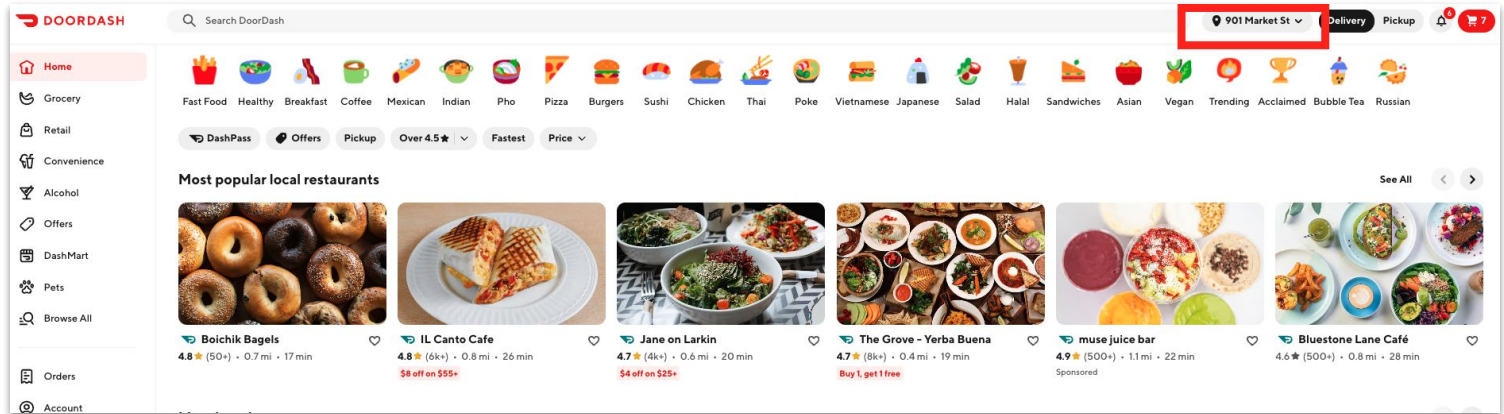 DOORDASH
Search DoorDash
901 Market St
Delivery
Pickup
6
7
Home
Grocery
Retail
Convenience
Alcohol
Offers
DashMart
Pets
Browse All
Orders
Account
Fast Food Healthy Breakfast Coffee Mexican Indian Pho Pizza Burgers Sushi Chicken Thai Poke Vietnamese Japanese Salad Halal Sandwiches Asian Vegan Trending Acclaimed Bubble Tea Russian
DashPass Offers Pickup Over 4.5★ Fastest Price
Most popular local restaurants
See All
Boichik Bagels
4.8★ (50+) • 0.7 mi • 17 min
IL Canto Cafe
4.8★ (6k+) • 0.8 mi • 26 min
$8 off on $55+
Jane on Larkin
4.7★ (4k+) • 0.6 mi • 20 min
$4 off on $25+
The Grove - Yerba Buena
4.7★ (8k+) • 0.4 mi • 19 min
Buy 1, get 1 free
muse juice bar
4.9★ (500+) • 1.1 mi • 22 min
Sponsored
Bluestone Lane Café
4.6★ (500+) • 0.8 mi • 28 min